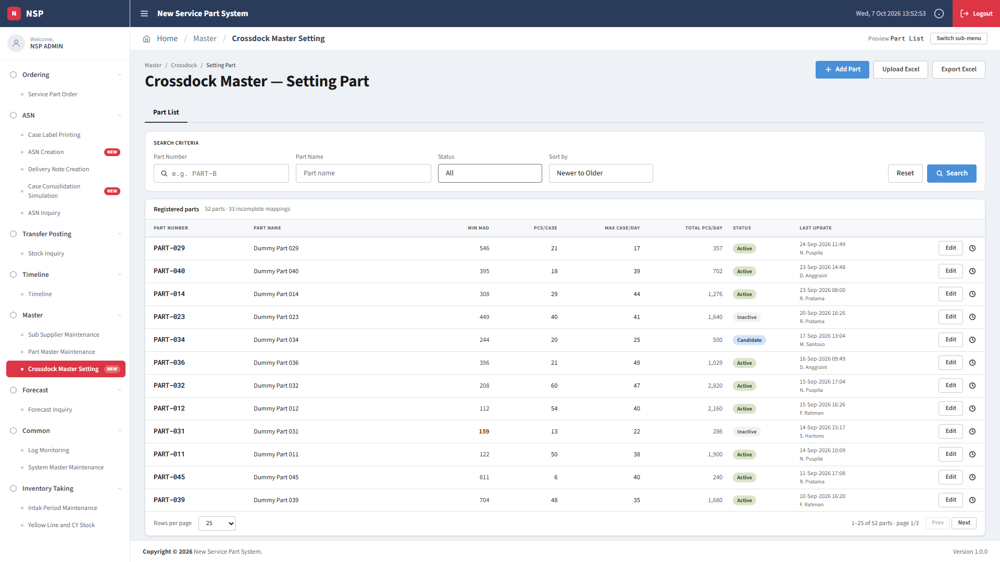 N NSP
New Service Part System
Wed, 7 Oct 2026 13:52:53
Logout
Welcome,
NSP ADMIN
Home / Master / Crossdock Master Setting
Preview Part List
Switch sub-menu
Ordering
Service Part Order
ASN
Case Label Printing
ASN Creation NEW
Delivery Note Creation
Case Consolidation
Simulation NEW
ASN Inquiry
Transfer Posting
Stock Inquiry
Timeline
Timeline
Master
Sub Supplier Maintenance
Part Master Maintenance
Crossdock Master Setting NEW
Forecast
Forecast Inquiry
Common
Log Monitoring
System Master Maintenance
Inventory Taking
Intak Period Maintenance
Yellow Line and CY Stock
Master / Crossdock / Setting Part
Crossdock Master — Setting Part
Add Part
Upload Excel
Export Excel
Part List
SEARCH CRITERIA
Part Number Part Name Status Sort by
e.g. PART-B Part name All Newer to Older Reset Search
Registered parts 52 parts · 33 incomplete mappings
PART NUMBER PART NAME MIN MAD PCS/CASE MAX CASE/DAY TOTAL PCS/DAY STATUS LAST UPDATE
PART-029 Dummy Part 029 546 21 17 357 Active 24-Sep-2026 11:49 Edit
N. Puspita
PART-040 Dummy Part 040 395 18 39 702 Active 23-Sep-2026 14:48 Edit
D. Anggraini
PART-014 Dummy Part 014 308 29 44 1,276 Active 23-Sep-2026 08:00 Edit
R. Pratama
PART-023 Dummy Part 023 449 40 41 1,640 Inactive 20-Sep-2026 16:26 Edit
R. Pratama
PART-034 Dummy Part 034 244 20 25 500 Candidate 17-Sep-2026 13:04 Edit
M. Santoso
PART-036 Dummy Part 036 396 21 49 1,029 Active 16-Sep-2026 09:49 Edit
D. Anggraini
PART-032 Dummy Part 032 208 60 47 2,820 Active 15-Sep-2026 17:04 Edit
N. Puspita
PART-012 Dummy Part 012 112 54 40 2,160 Active 15-Sep-2026 16:26 Edit
F. Rahman
PART-031 Dummy Part 031 159 13 22 286 Inactive 14-Sep-2026 15:17 Edit
S. Hartono
PART-011 Dummy Part 011 122 50 38 1,900 Active 14-Sep-2026 10:09 Edit
N. Puspita
PART-045 Dummy Part 045 611 6 40 240 Active 11-Sep-2026 17:08 Edit
R. Pratama
PART-039 Dummy Part 039 704 48 35 1,680 Active 10-Sep-2026 16:20 Edit
F. Rahman
Rows per page 25
1–25 of 52 parts · page 1/3 Prev Next
Copyright © 2026 New Service Part System.
Version 1.0.0